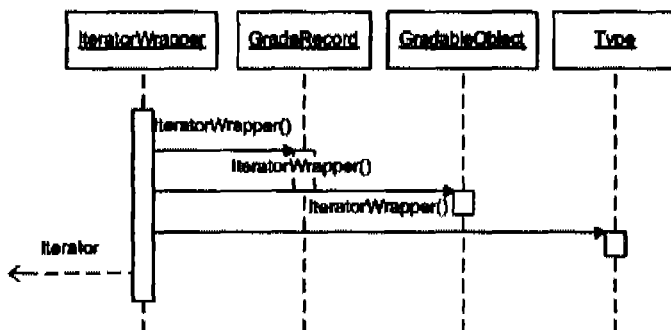 IteratorWrapper GradeRecord GradableObject Type
IteratorWrapper()
IteratorWrapper()
IteratorWrapper()
Iterator